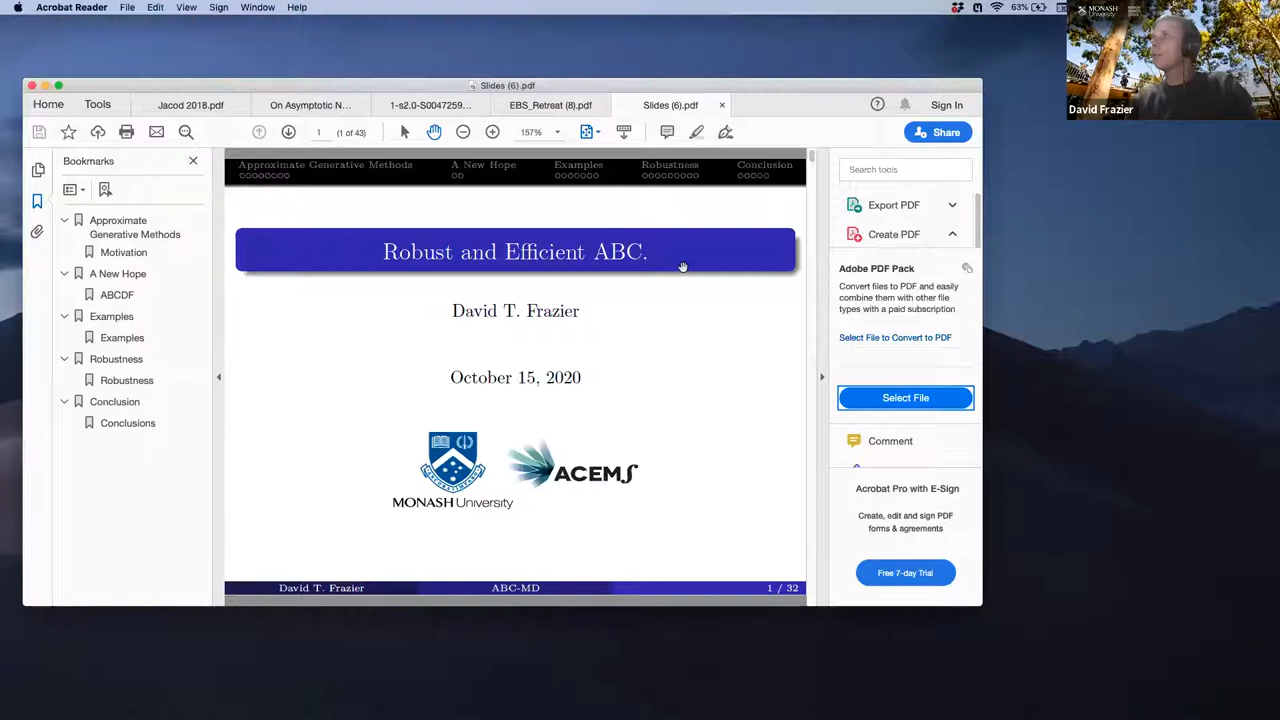 Acrobat Reader File Edit View Sign Window Help
63%
MONASH University
David Frazier
Slides (6).pdf
Home Tools Jacod 2018.pdf On Asymptotic N... 1-s2.0-S0047259... EBS_Retreat (8).pdf Slides (6).pdf × Sign In
1 (1 of 43) 157% Share
Bookmarks
Approximate
Generative Methods
Motivation
A New Hope
ABCDF
Examples
Examples
Robustness
Robustness
Conclusion
Conclusions
Approximate Generative Methods A New Hope Examples Robustness Conclusion
Robust and Efficient ABC.
David T. Frazier
October 15, 2020
MONASH University
ACEMS
David T. Frazier ABC-MD 1 / 32
Search tools
Export PDF
Create PDF
Adobe PDF Pack
Convert files to PDF and easily
combine them with other file
types with a paid subscription
Select File to Convert to PDF
Select File
Comment
Acrobat Pro with E-Sign
Create, edit and sign PDF
forms & agreements
Free 7-day Trial